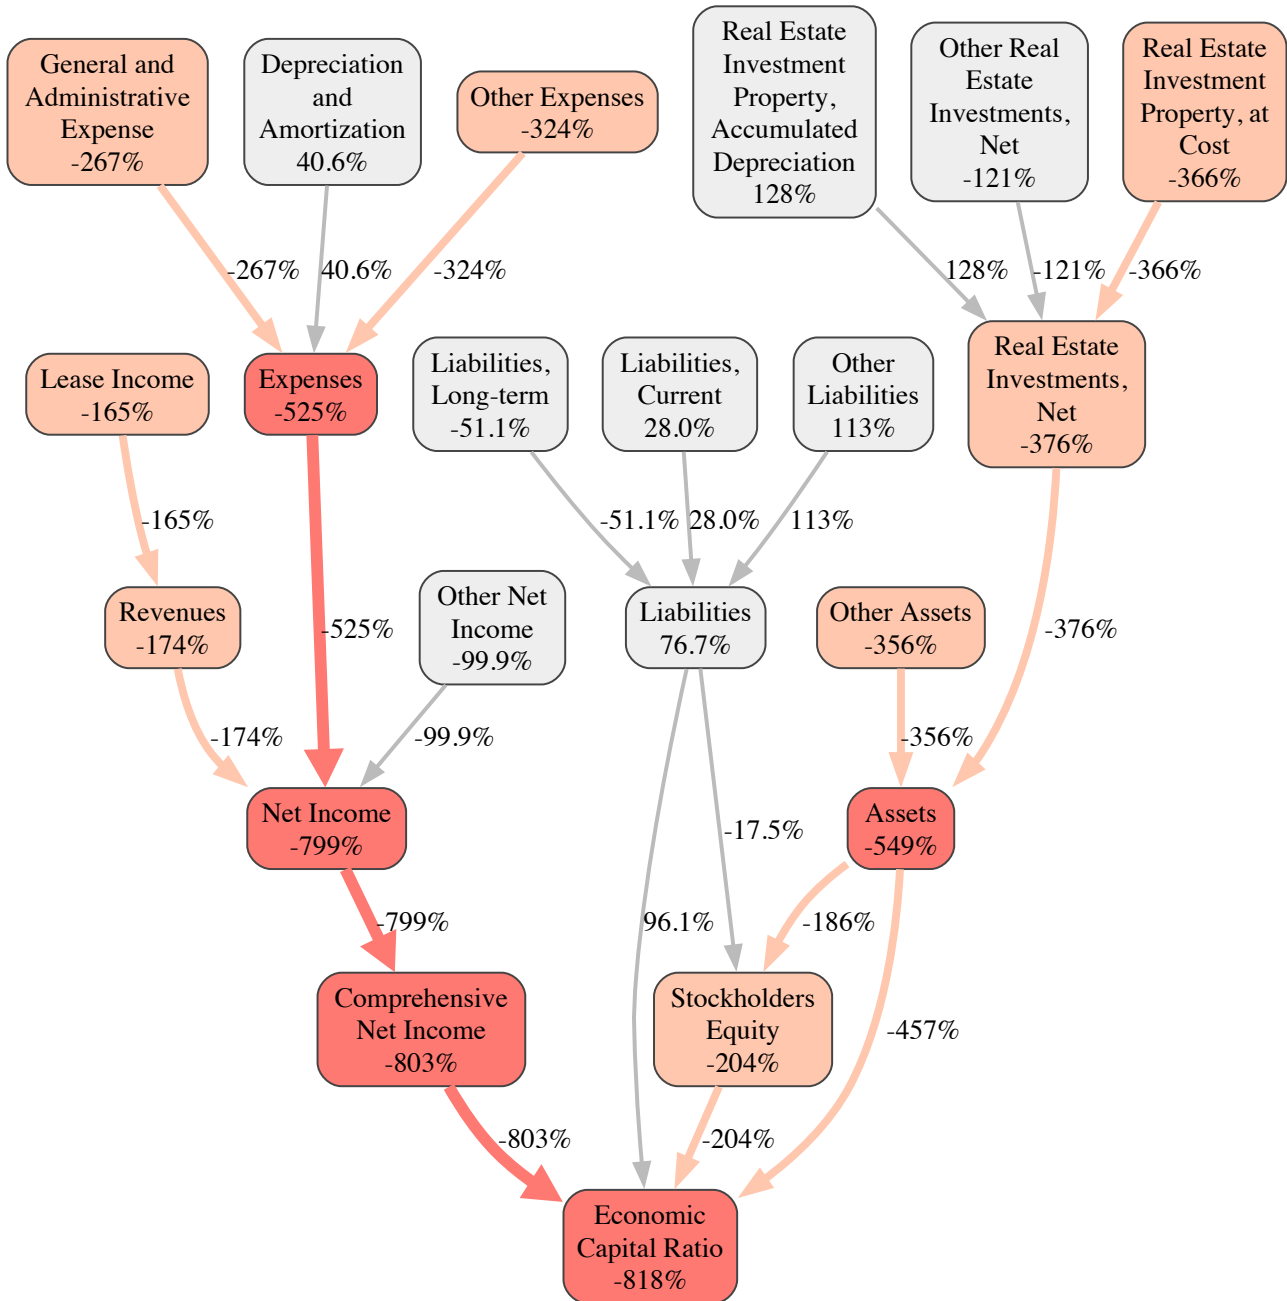 General and
Administrative
Expense
-267%
Depreciation
and
Amortization
40.6%
Other Expenses
-324%
Real Estate
Investment
Property,
Accumulated
Depreciation
128%
Other Real
Estate
Investments,
Net
-121%
Real Estate
Investment
Property, at
Cost
-366%
-267%
40.6%
-324%
128%
-121%
-366%
Lease Income
-165%
Expenses
-525%
Liabilities,
Long-term
-51.1%
Liabilities,
Current
28.0%
Other
Liabilities
113%
Real Estate
Investments,
Net
-376%
-165%
-51.1%
28.0%
113%
Revenues
-174%
-525%
Other Net
Income
-99.9%
Liabilities
76.7%
Other Assets
-356%
-376%
-174%
-99.9%
-356%
Net Income
-799%
-17.5%
Assets
-549%
-799%
96.1%
-186%
Comprehensive
Net Income
-803%
Stockholders
Equity
-204%
-457%
-803%
-204%
Economic
Capital Ratio
-818%